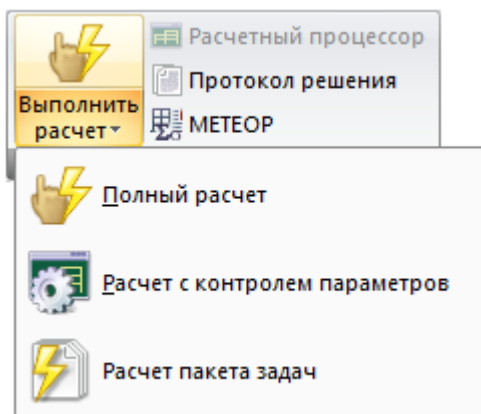 Расчетный процессор
Протокол решения
Выполнить
расчет
МЕТЕОР
Полный расчет
Расчет с контролем параметров
Расчет пакета задач